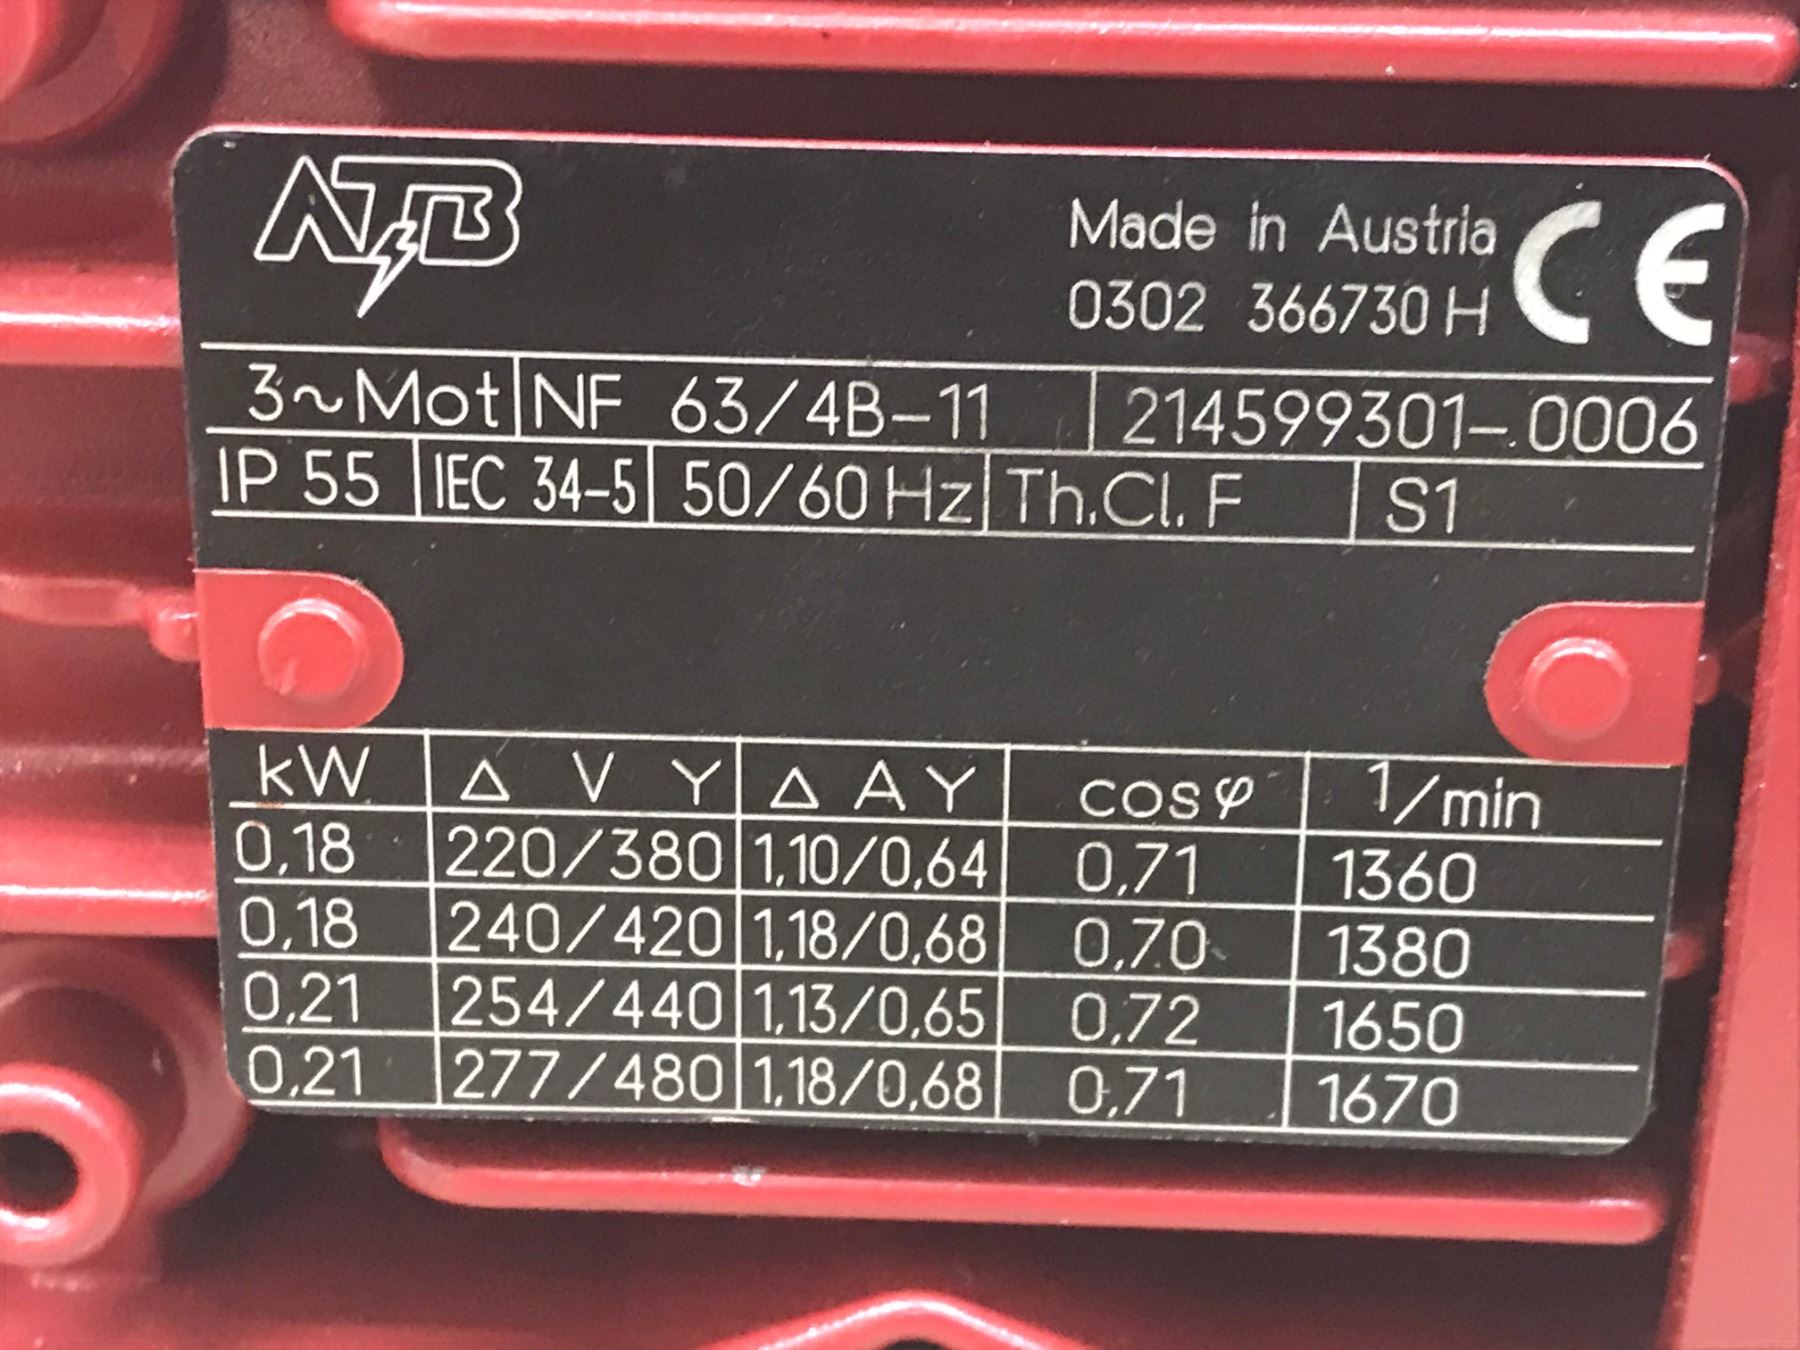 ATB
Made in Austria CE
0302 366730 H
3~Mot NF 63/4B-11 214599301-.0006
IP 55 IEC 34-5 50/60 Hz Th.Cl. F S1
kW Δ V Y Δ A Y cosφ 1/min
0,18 220/380 1,10/0,64 0,71 1360
0,18 240/420 1,18/0,68 0,70 1380
0,21 254/440 1,13/0,65 0,72 1650
0,21 277/480 1,18/0,68 0,71 1670